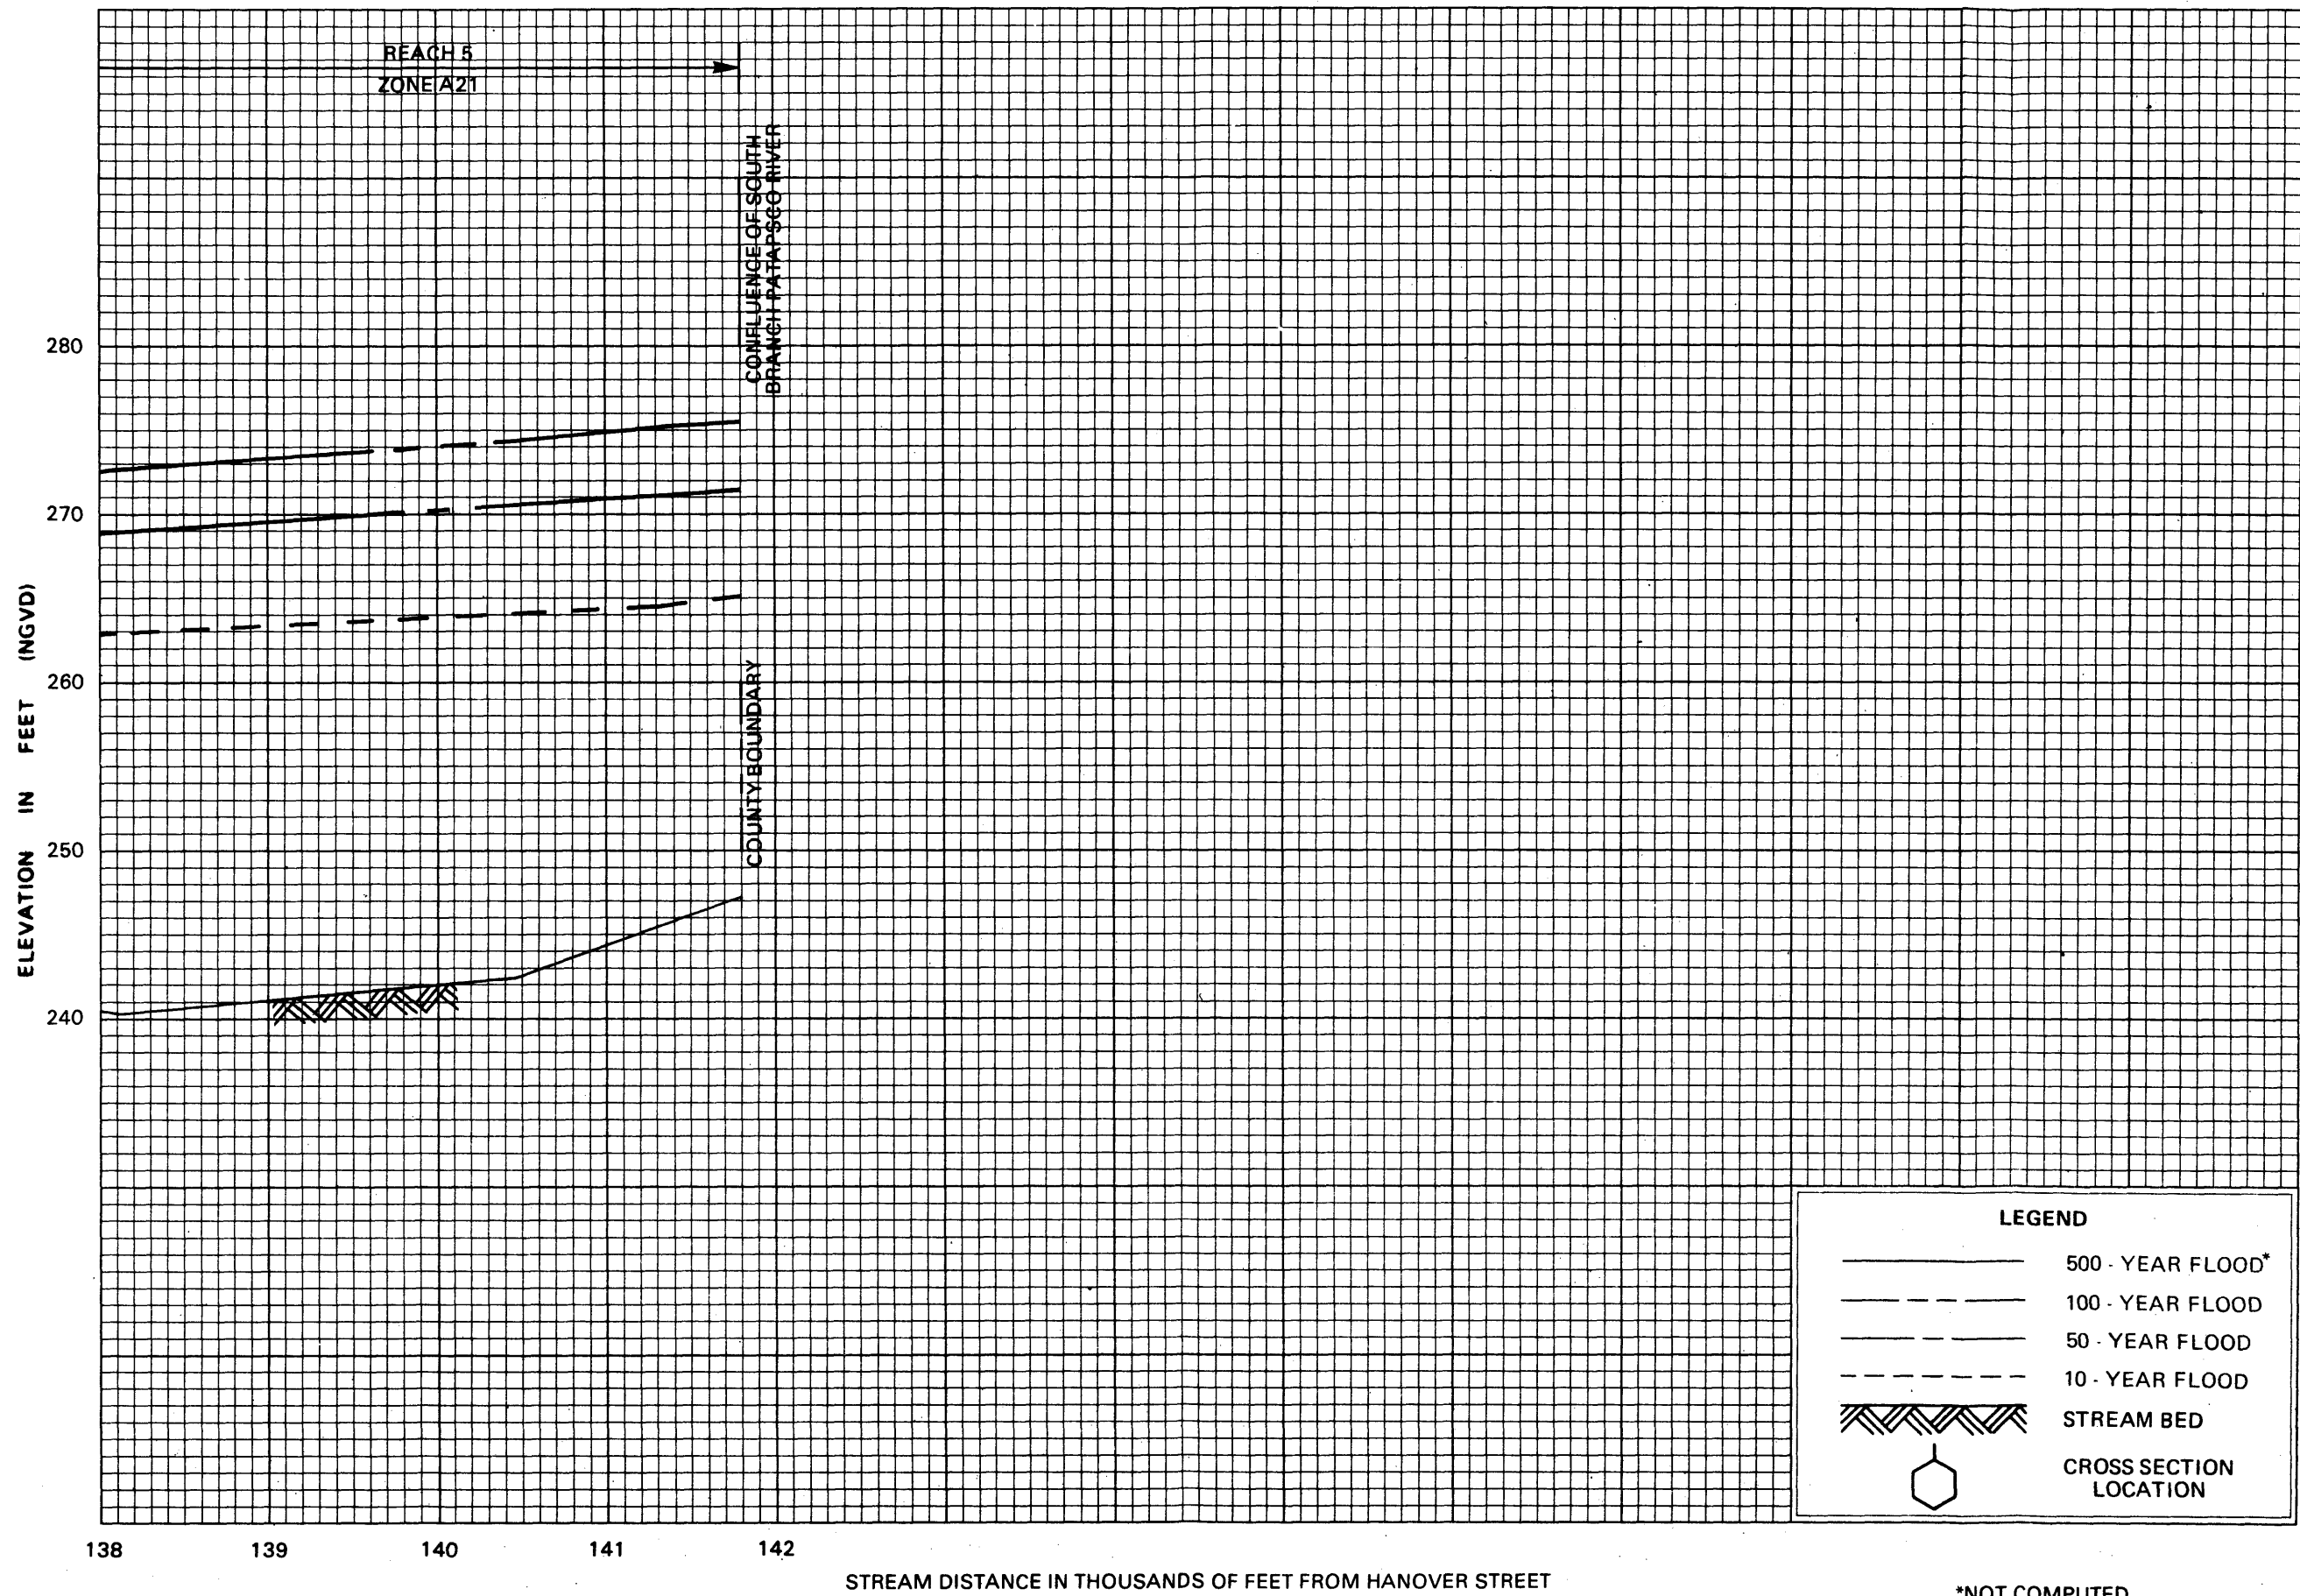 REACH 5
ZONE A21
CONFLUENCE OF SOUTH
BRANCH PATAPSCO RIVER
280
270
260
250
240
ELEVATION IN FEET (NGVD)
COUNTY BOUNDARY
LEGEND
500 - YEAR FLOOD*
100 - YEAR FLOOD
50 - YEAR FLOOD
10 - YEAR FLOOD
STREAM BED
CROSS SECTION
LOCATION
138 139 140 141 142
STREAM DISTANCE IN THOUSANDS OF FEET FROM HANOVER STREET
*NOT COMPUTED